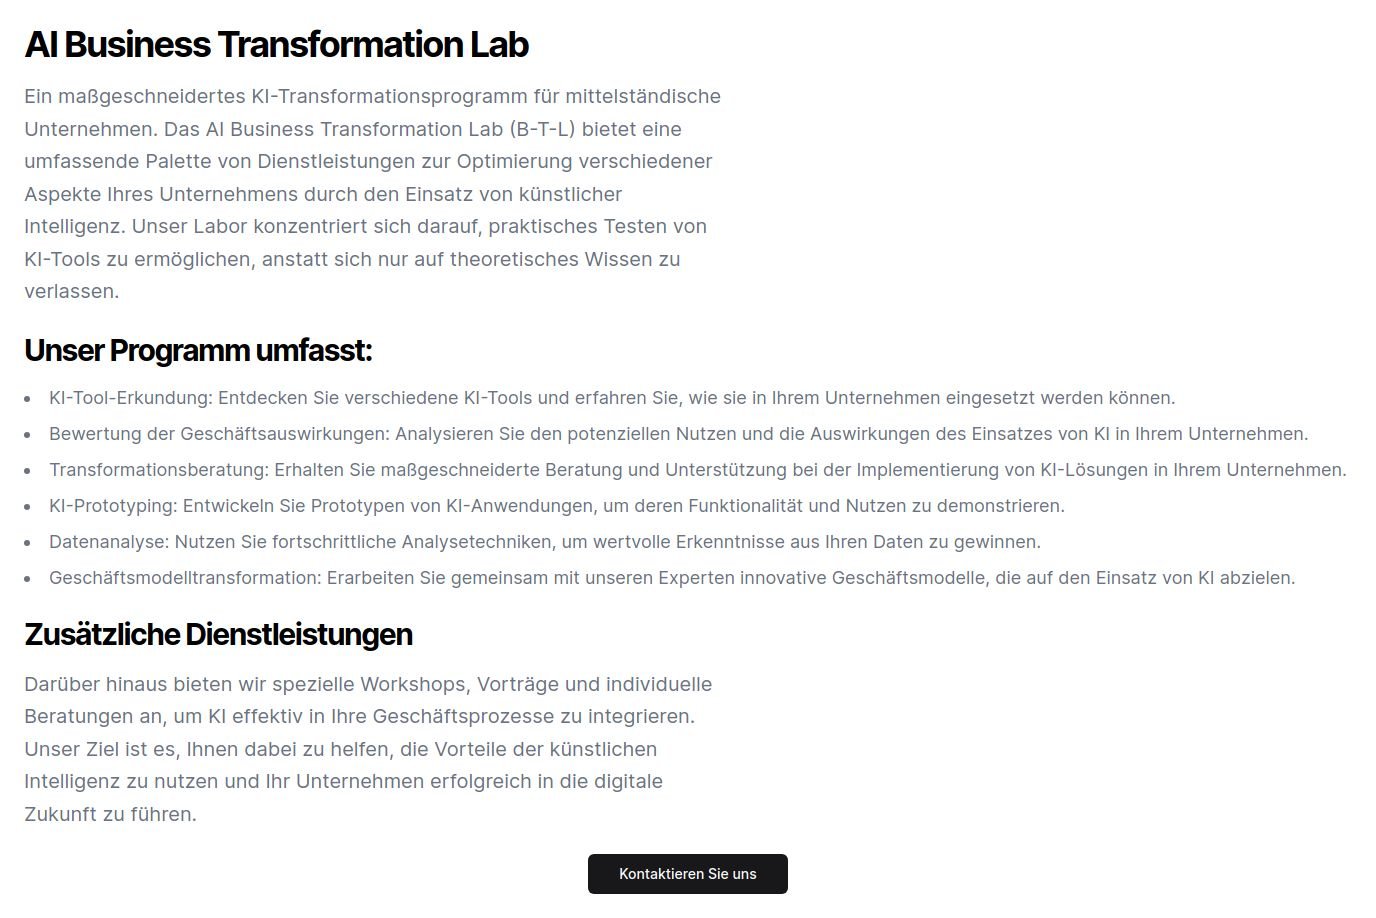 AI Business Transformation Lab
Ein maßgeschneidertes KI-Transformationsprogramm für mittelständische
Unternehmen. Das AI Business Transformation Lab (B-T-L) bietet eine
umfassende Palette von Dienstleistungen zur Optimierung verschiedener
Aspekte Ihres Unternehmens durch den Einsatz von künstlicher
Intelligenz. Unser Labor konzentriert sich darauf, praktisches Testen von
KI-Tools zu ermöglichen, anstatt sich nur auf theoretisches Wissen zu
verlassen.
Unser Programm umfasst:
• KI-Tool-Erkundung: Entdecken Sie verschiedene KI-Tools und erfahren Sie, wie sie in Ihrem Unternehmen eingesetzt werden können.
• Bewertung der Geschäftsauswirkungen: Analysieren Sie den potenziellen Nutzen und die Auswirkungen des Einsatzes von KI in Ihrem Unternehmen.
• Transformationsberatung: Erhalten Sie maßgeschneiderte Beratung und Unterstützung bei der Implementierung von KI-Lösungen in Ihrem Unternehmen.
• KI-Prototyping: Entwickeln Sie Prototypen von KI-Anwendungen, um deren Funktionalität und Nutzen zu demonstrieren.
• Datenanalyse: Nutzen Sie fortschrittliche Analysetechniken, um wertvolle Erkenntnisse aus Ihren Daten zu gewinnen.
• Geschäftsmodelltransformation: Erarbeiten Sie gemeinsam mit unseren Experten innovative Geschäftsmodelle, die auf den Einsatz von KI abzielen.
Zusätzliche Dienstleistungen
Darüber hinaus bieten wir spezielle Workshops, Vorträge und individuelle
Beratungen an, um KI effektiv in Ihre Geschäftsprozesse zu integrieren.
Unser Ziel ist es, Ihnen dabei zu helfen, die Vorteile der künstlichen
Intelligenz zu nutzen und Ihr Unternehmen erfolgreich in die digitale
Zukunft zu führen.
Kontaktieren Sie uns